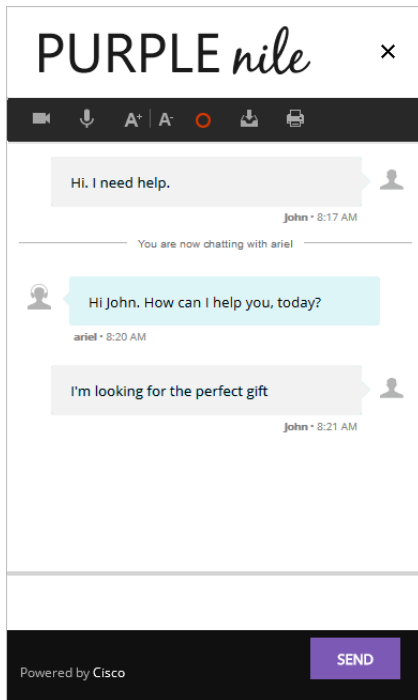 PURPLE nile
A+ A-
Hi. I need help.
John • 8:17 AM
You are now chatting with ariel
Hi John. How can I help you, today?
ariel • 8:20 AM
I'm looking for the perfect gift
John • 8:21 AM
SEND
Powered by Cisco